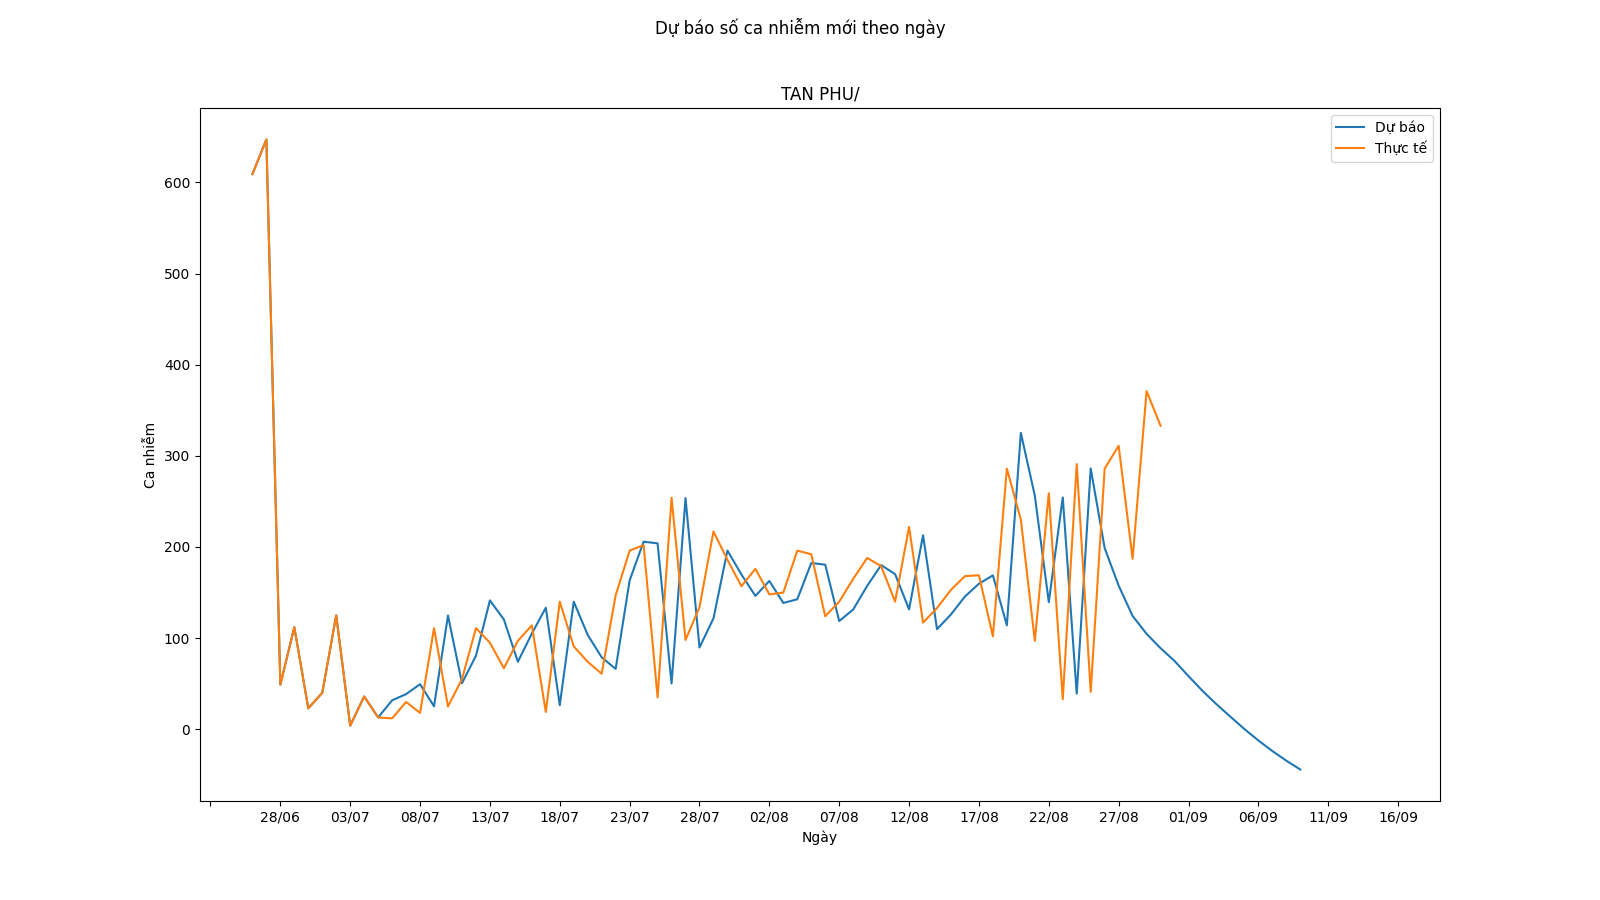 Dự báo số ca nhiễm mới theo ngày
TAN PHU/
Dự báo
Thực tế
600
500
400
300
200
100
0
Ca nhiễm
28/06 03/07 08/07 13/07 18/07 23/07 28/07 02/08 07/08 12/08 17/08 22/08 27/08 01/09 06/09 11/09 16/09
Ngày